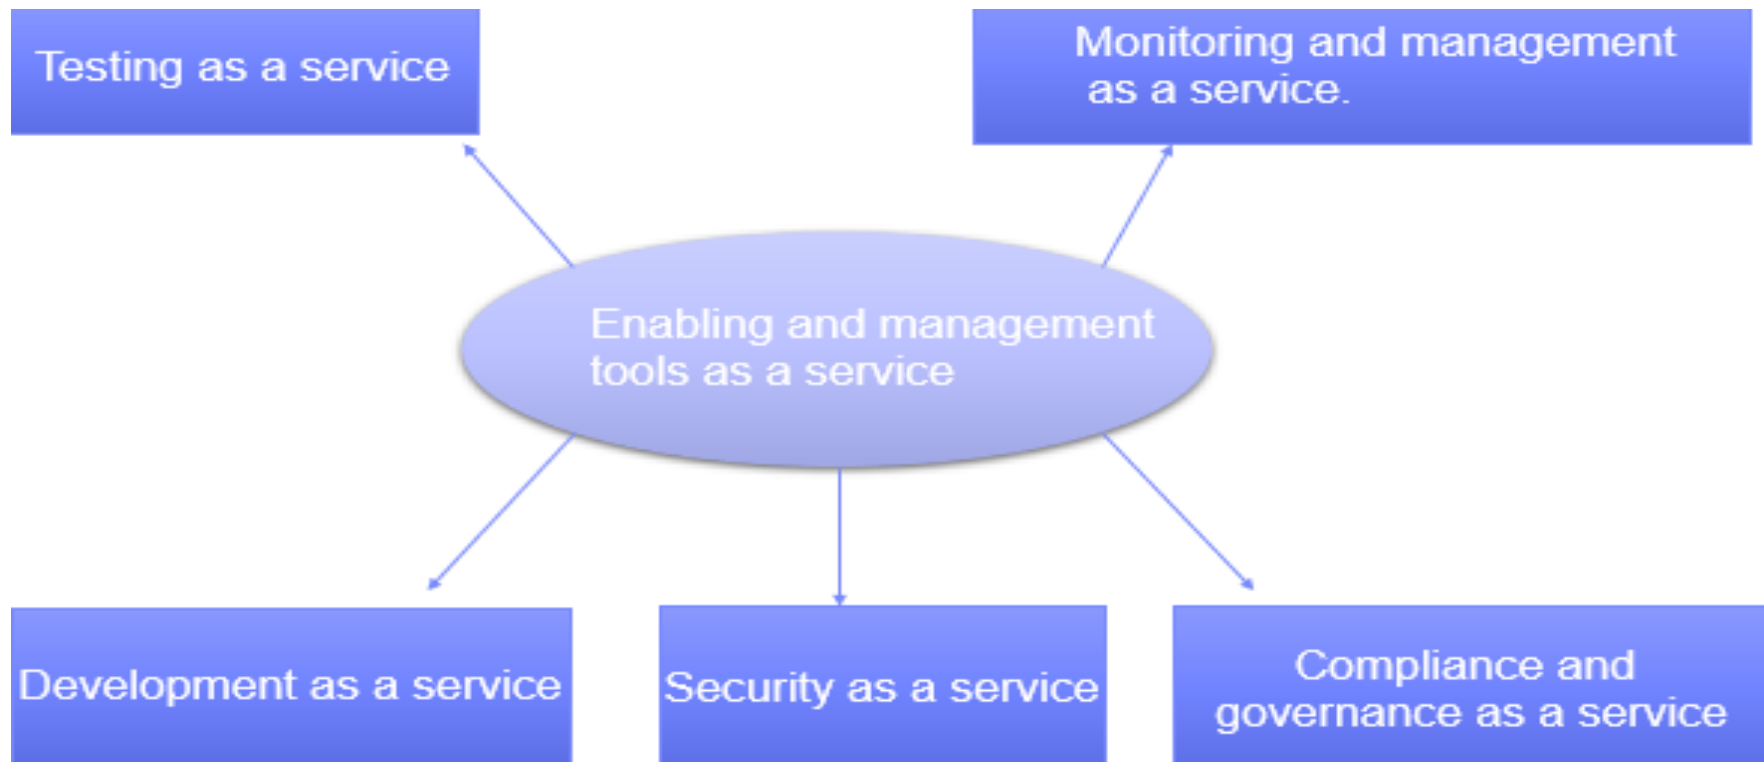 Testing as a service
Monitoring and management
as a service.
Enabling and management
tools as a service
Development as a service
Security as a service
Compliance and
governance as a service